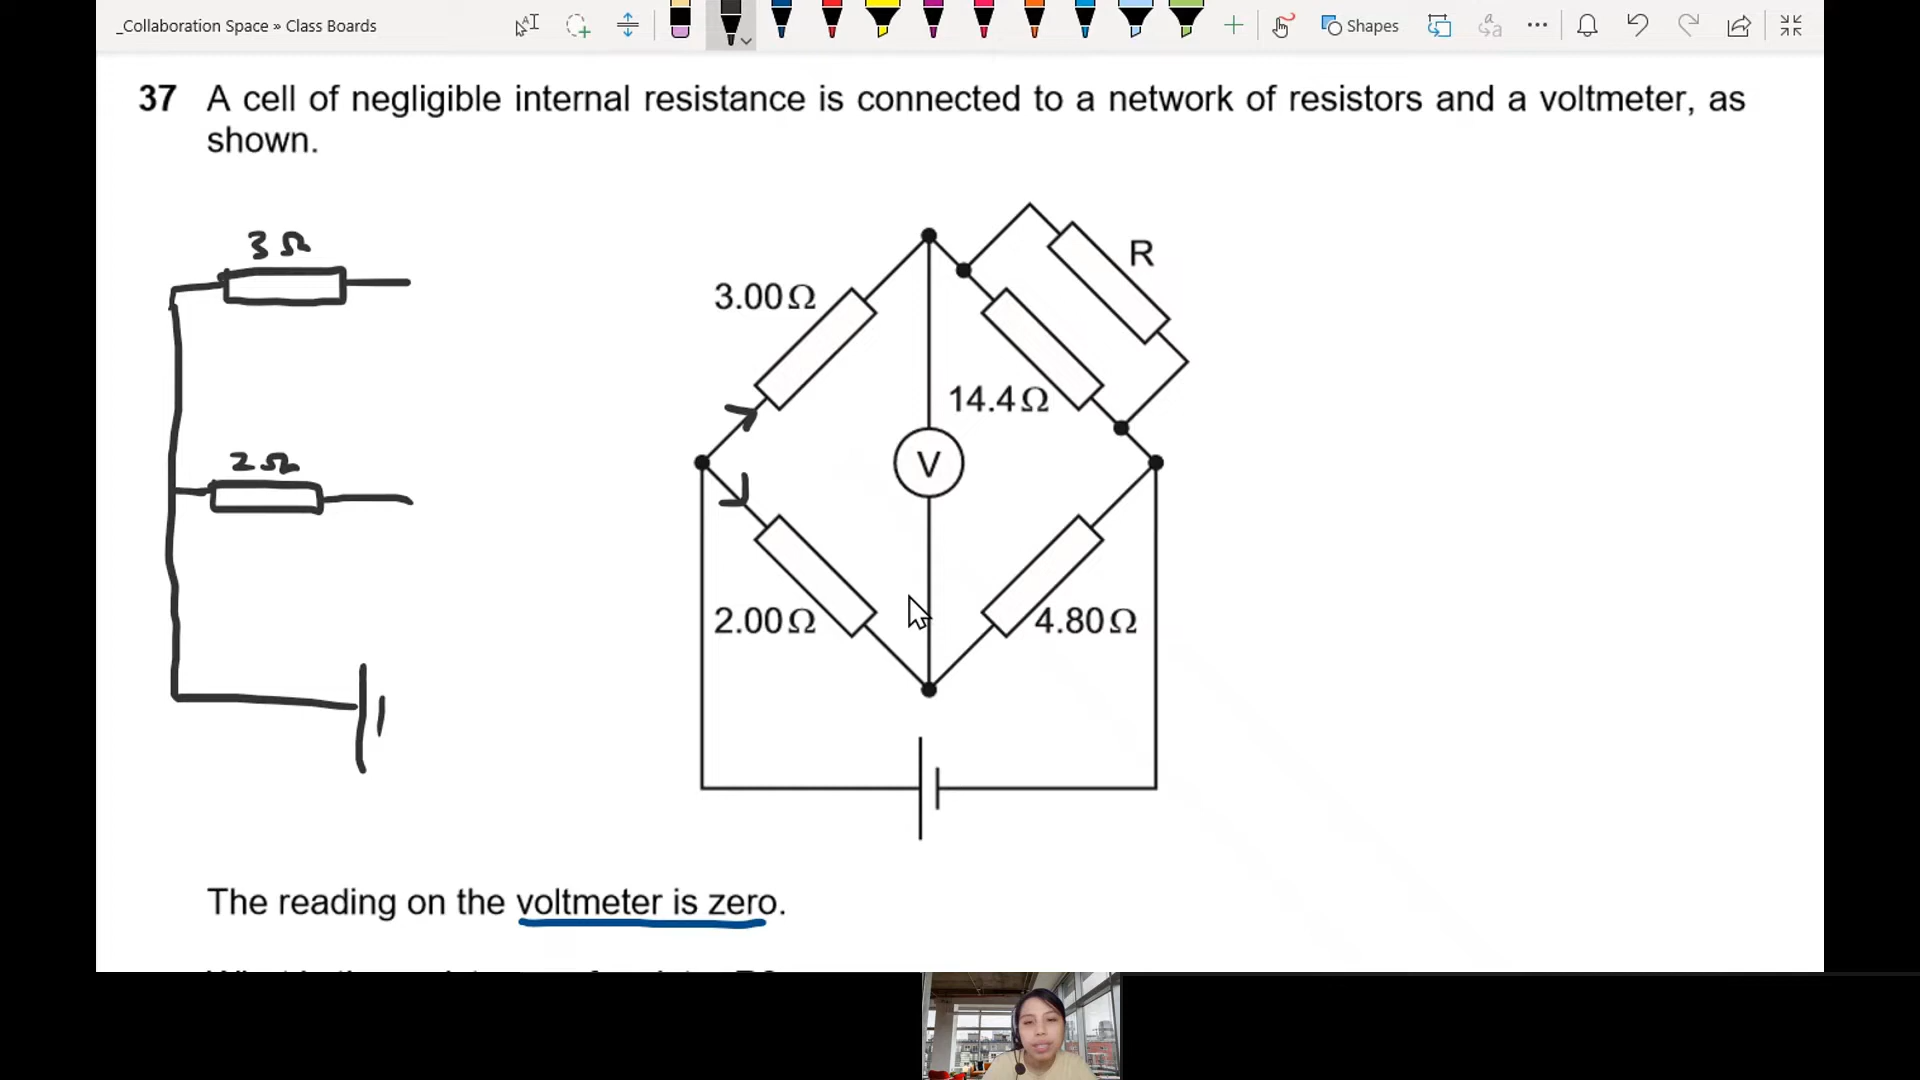 _Collaboration Space » Class Boards
Shapes
37 A cell of negligible internal resistance is connected to a network of resistors and a voltmeter, as
shown.
3 Ω
2 Ω
R
3.00 Ω
14.4 Ω
V
2.00 Ω
4.80 Ω
The reading on the voltmeter is zero.